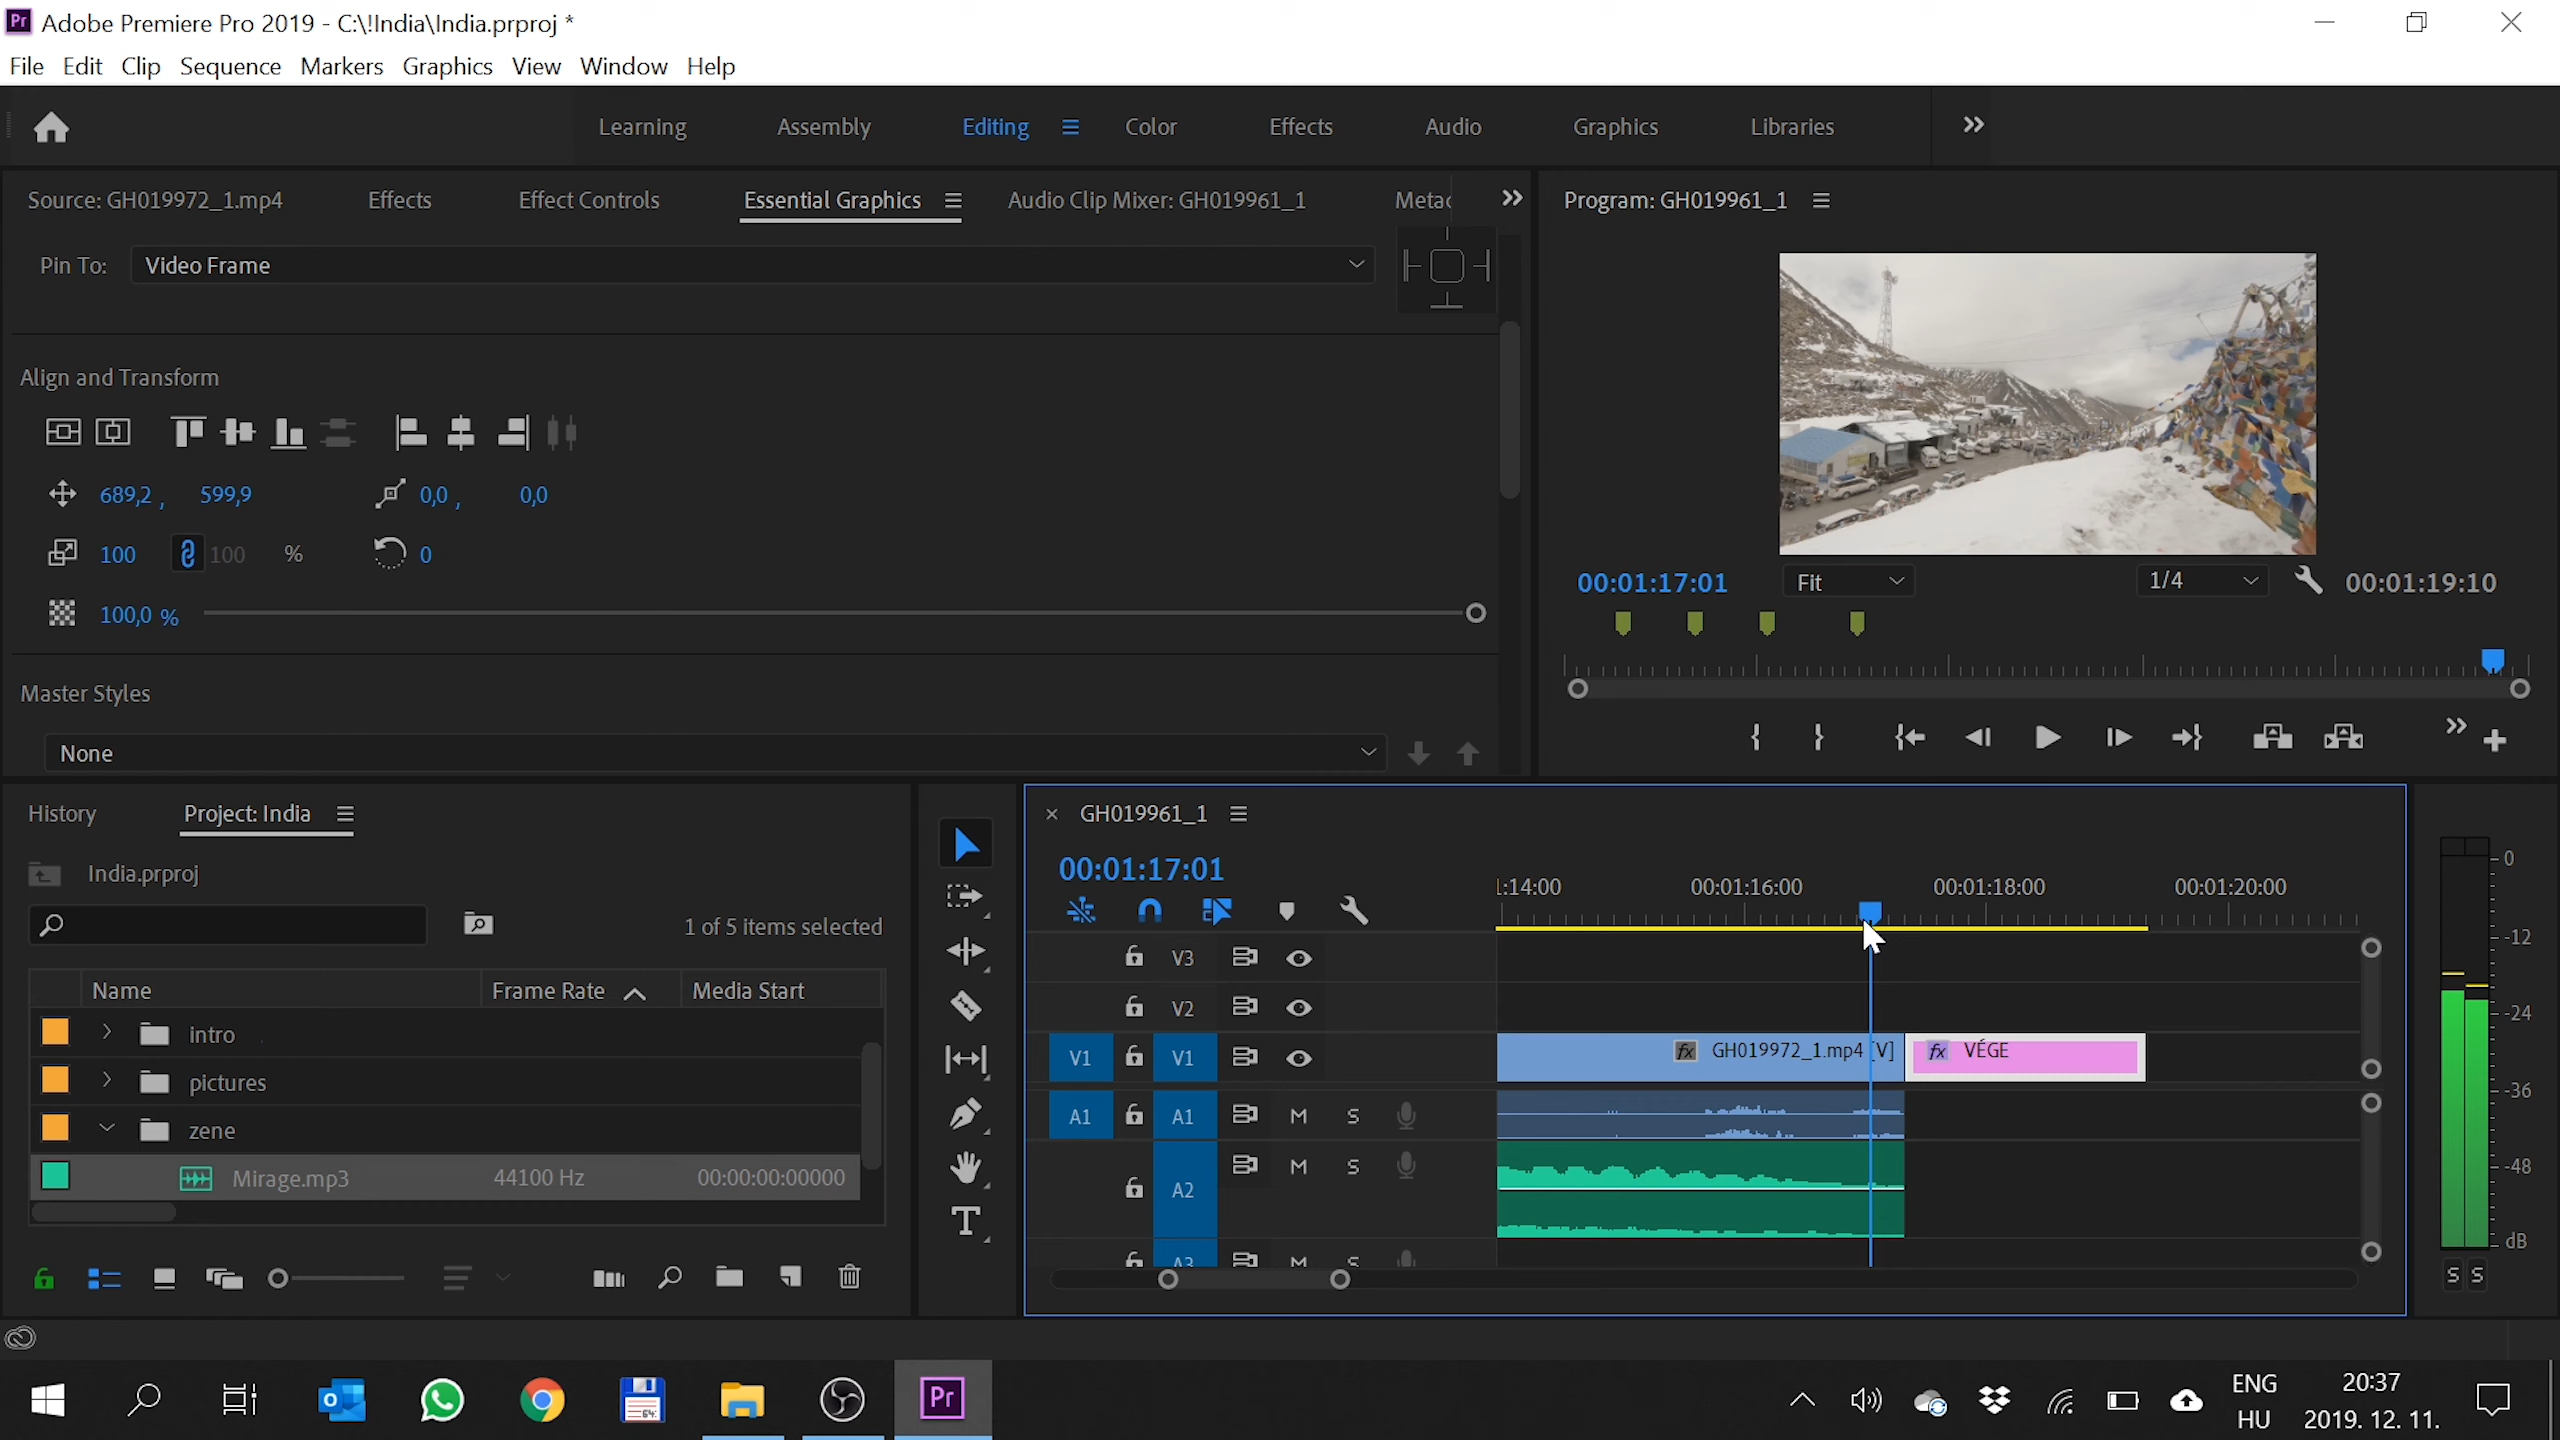 Pr Adobe Premiere Pro 2019 - C:\!India\India.prproj *
File Edit Clip Sequence Markers Graphics View Window Help
Learning Assembly Editing Color Effects Audio Graphics Libraries
Source: GH019972_1.mp4 Effects Effect Controls Essential Graphics Audio Clip Mixer: GH019961_1
Program: GH019961_1
Pin To: Video Frame
Align and Transform
689,2 , 599,9 0,0 , 0,0
100 100 % 0
100,0 %
00:01:17:01 Fit 1/4 00:01:19:10
Master Styles
None
History Project: India
India.prproj
1 of 5 items selected
Name Frame Rate Media Start
intro
pictures
zene
Mirage.mp3 44100 Hz 00:00:00:00000
GH019961_1
00:01:17:01
1:14:00 00:01:16:00 00:01:18:00 00:01:20:00
V3
V2
V1 V1 fx GH019972_1.mp4 [V] fx VÉGE
A1 A1 M S
A2 M S
A3 M S
0
-12
-24
-36
-48
dB
S S
64
Pr
ENG
HU
20:37
2019. 12. 11.